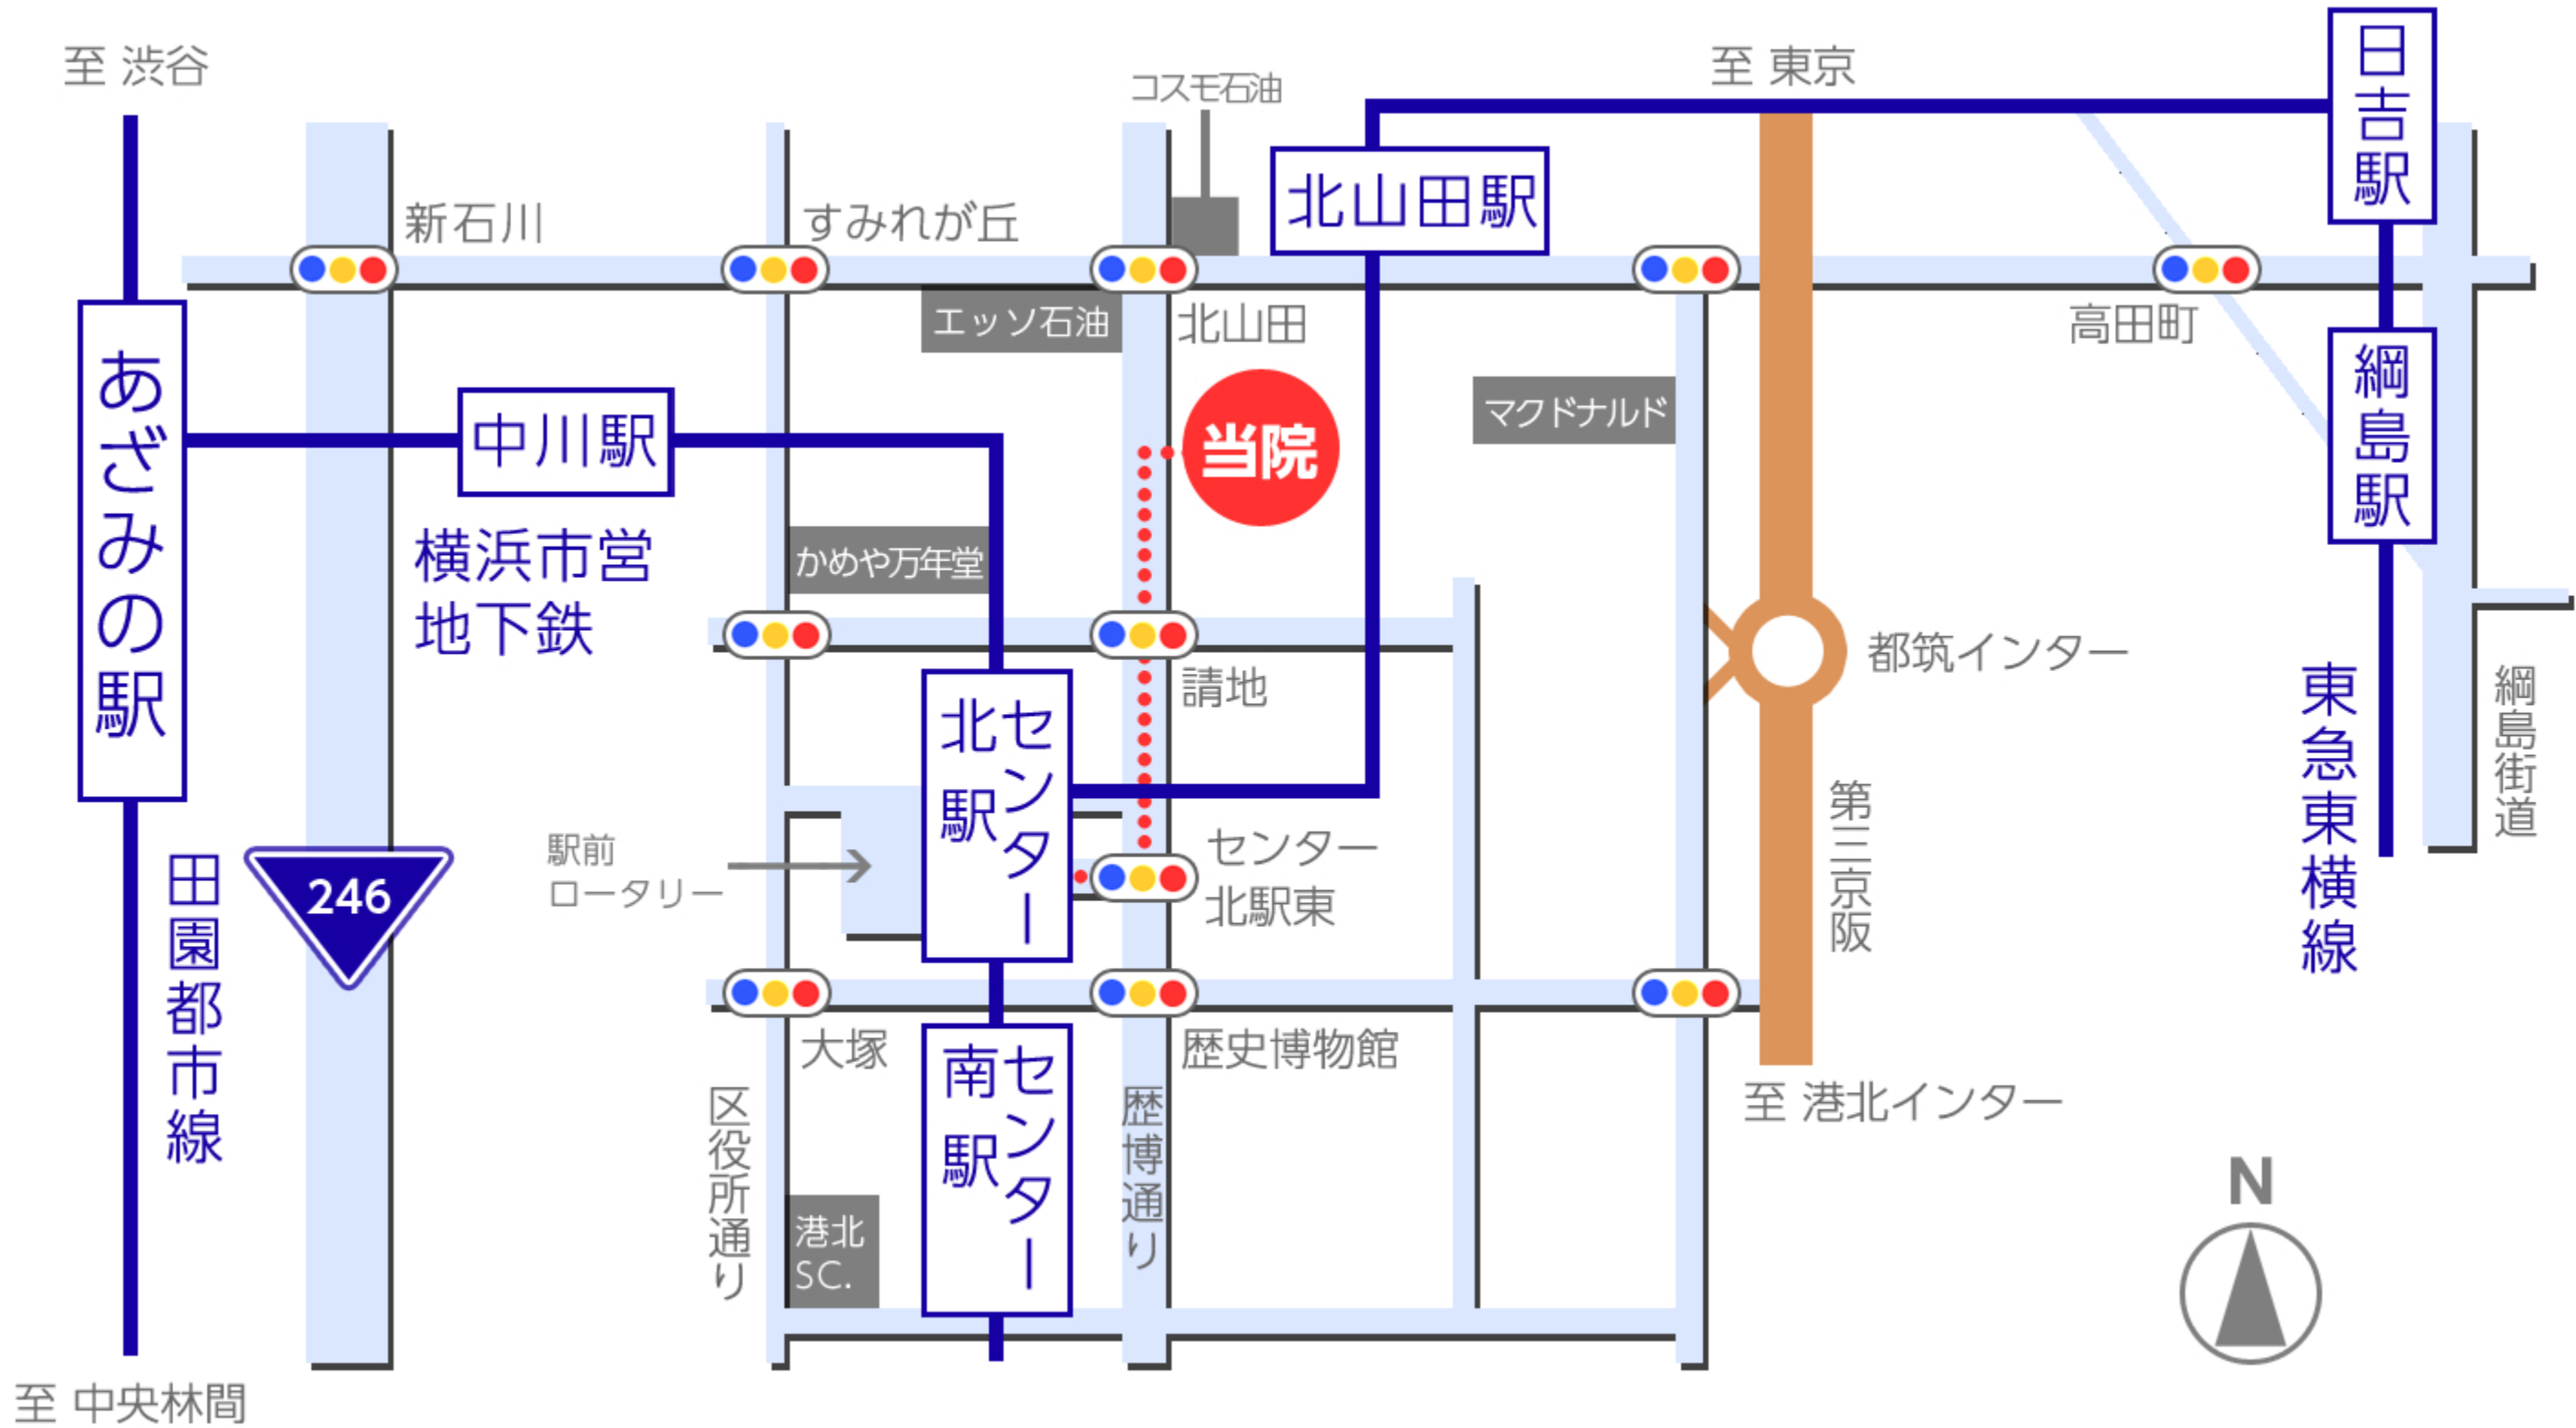 至 渋谷
コスモ石油
至 東京
日吉駅
北山田駅
新石川
すみれが丘
エッソ石油
北山田
高田町
綱島駅
あざみの駅
中川駅
当院
マクドナルド
横浜市営
地下鉄
かめや万年堂
請地
都筑インター
東急東横線
綱島街道
センター
北駅
第三京阪
駅前
ロータリー
センター
北駅東
田園都市線
246
大塚
歴史博物館
センター
南駅
区役所通り
歴博通り
至 港北インター
港北
SC.
N
至 中央林間